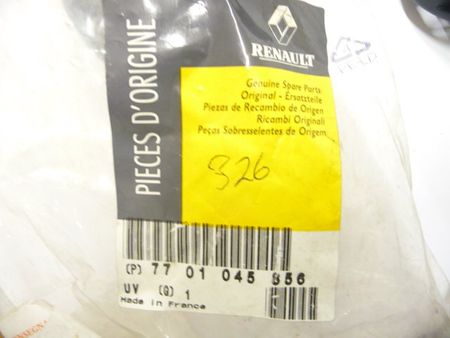 PIECES D'ORIGINE
RENAULT
Genuine Spare Parts
Original - Ersatzteile
Piezas de Recambio de Origen
Ricambi Originali
Peças Sobresselentes de Origem
826
(P) 77 01 045 856
UV (Q) 1
Made in France